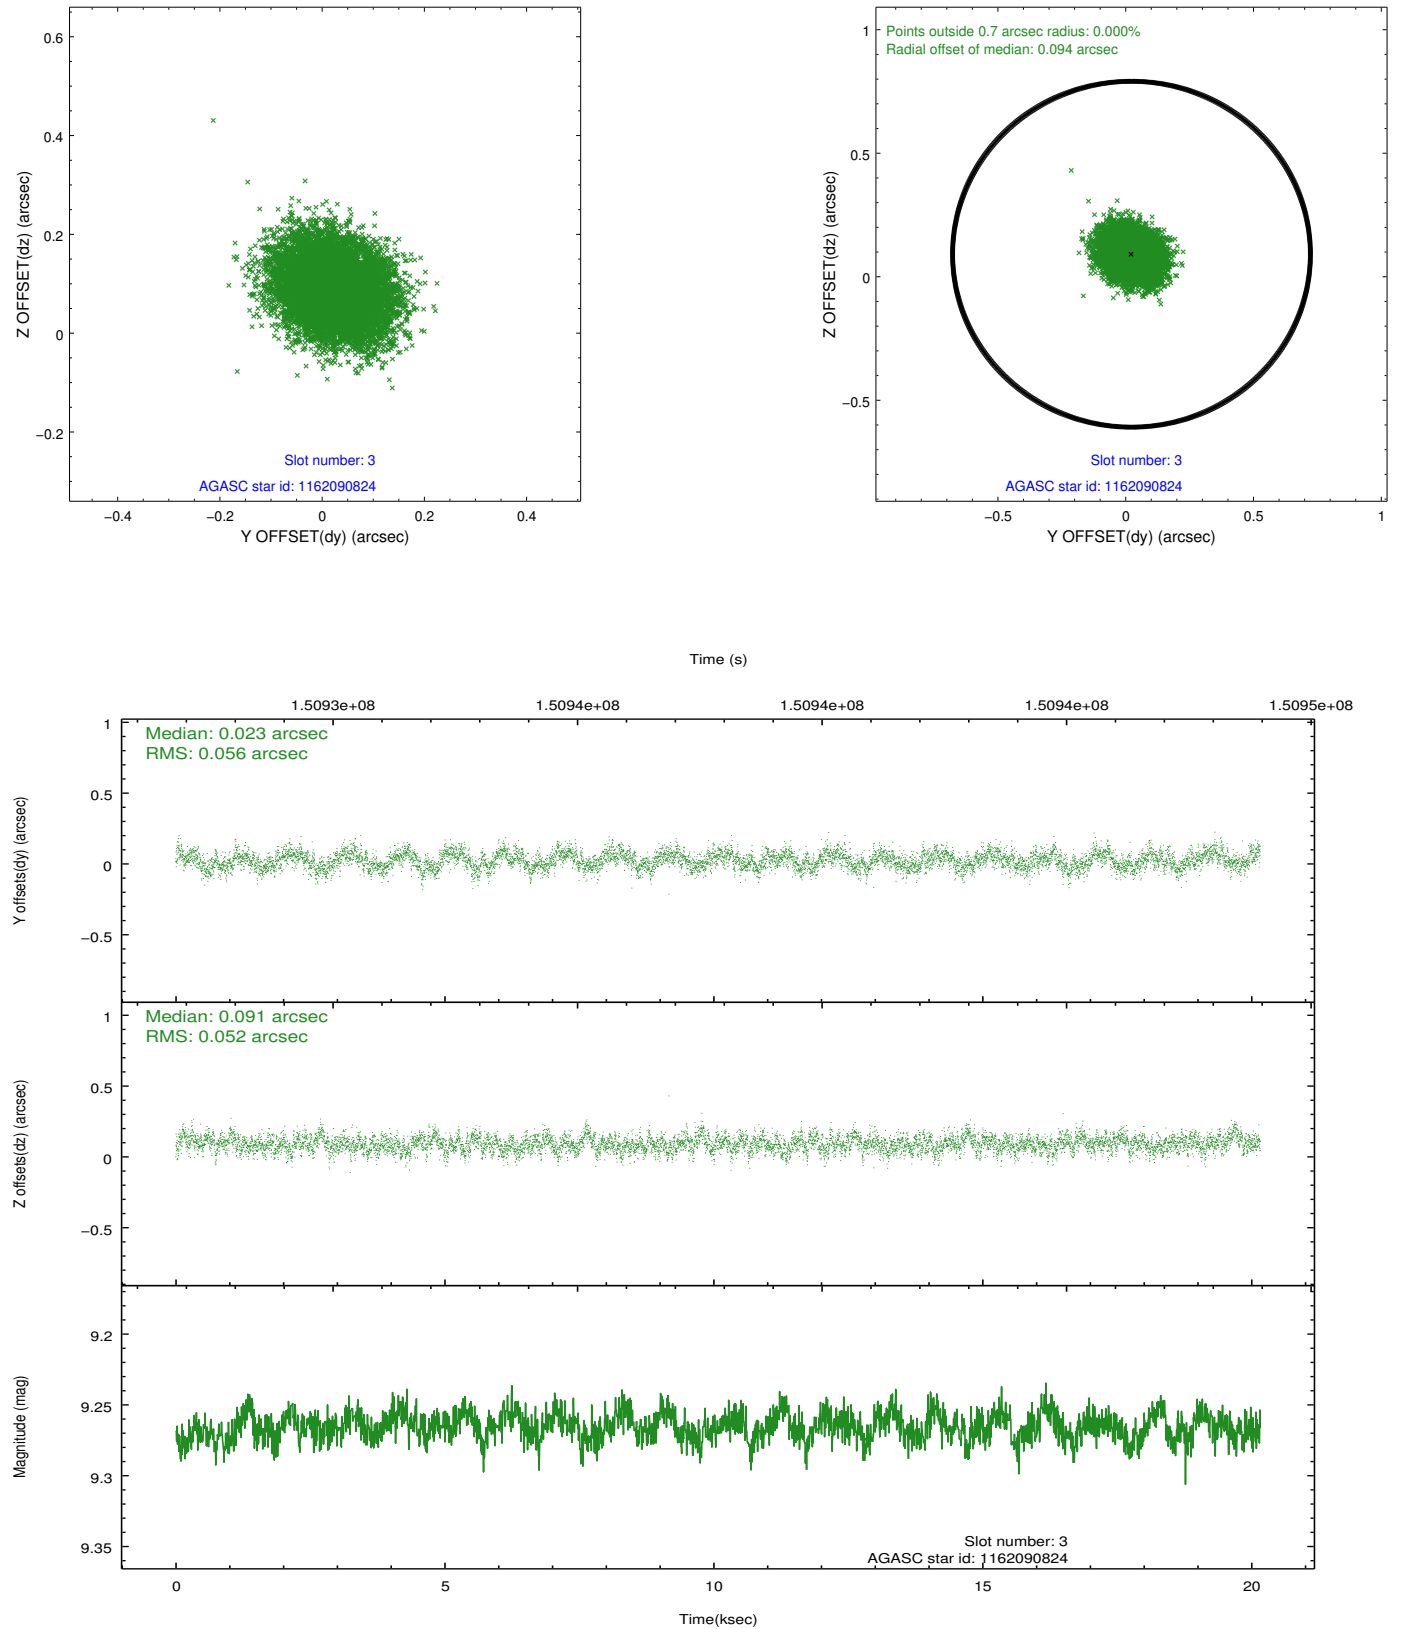 0.6
0.4
0.2
0
−0.2
Z OFFSET(dz) (arcsec)
Slot number: 3
AGASC star id: 1162090824
−0.4 −0.2 0 0.2 0.4
Y OFFSET(dy) (arcsec)
Points outside 0.7 arcsec radius: 0.000%
Radial offset of median: 0.094 arcsec
1
0.5
0
−0.5
Z OFFSET(dz) (arcsec)
Slot number: 3
AGASC star id: 1162090824
−0.5 0 0.5 1
Y OFFSET(dy) (arcsec)
Time (s)
1.5093e+08 1.5094e+08 1.5094e+08 1.5094e+08 1.5095e+08
Median: 0.023 arcsec
RMS: 0.056 arcsec
1
0.5
0
−0.5
Y offsets(dy) (arcsec)
Median: 0.091 arcsec
RMS: 0.052 arcsec
1
0.5
0
−0.5
Z offsets(dz) (arcsec)
9.2
9.25
9.3
9.35
Magnitude (mag)
Slot number: 3
AGASC star id: 1162090824
0 5 10 15 20
Time(ksec)